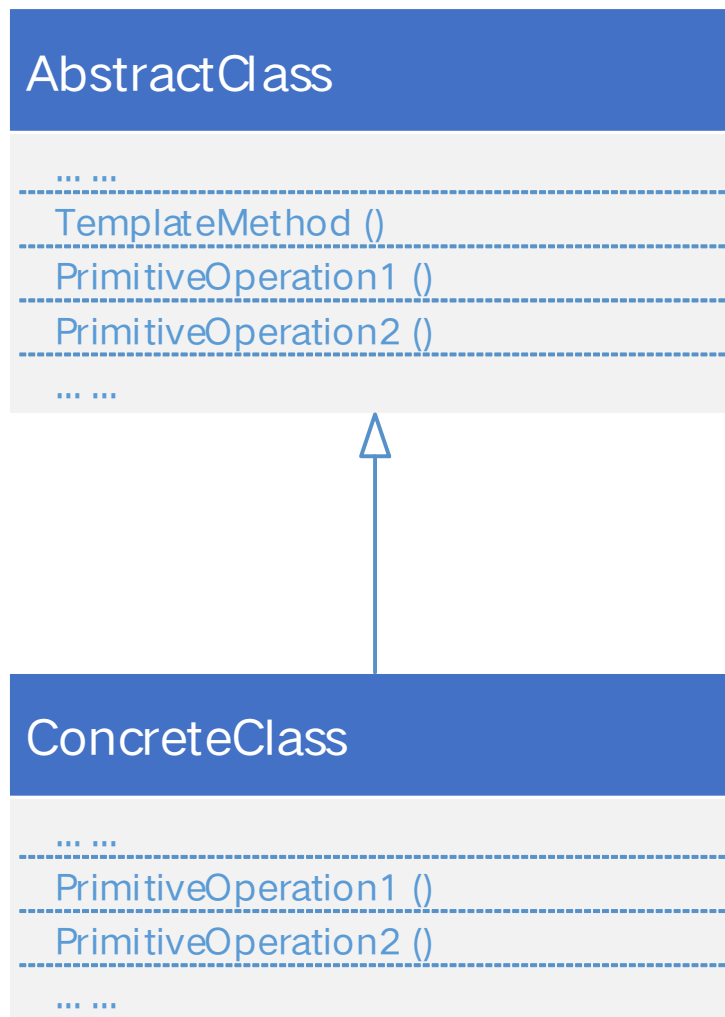 AbstractClass
... ...
TemplateMethod ()
PrimitiveOperation1 ()
PrimitiveOperation2 ()
... ...
ConcreteClass
... ...
PrimitiveOperation1 ()
PrimitiveOperation2 ()
... ...